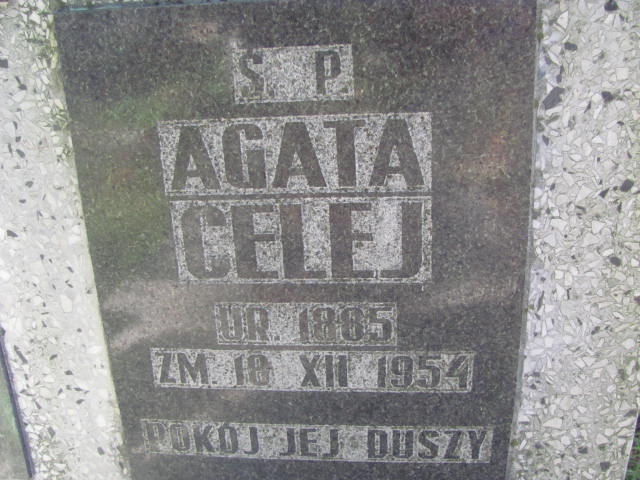 Ś. P.
AGATA
CELEJ
UR. 1885
ZM. 18 XII 1954
POKÓJ JEJ DUSZY